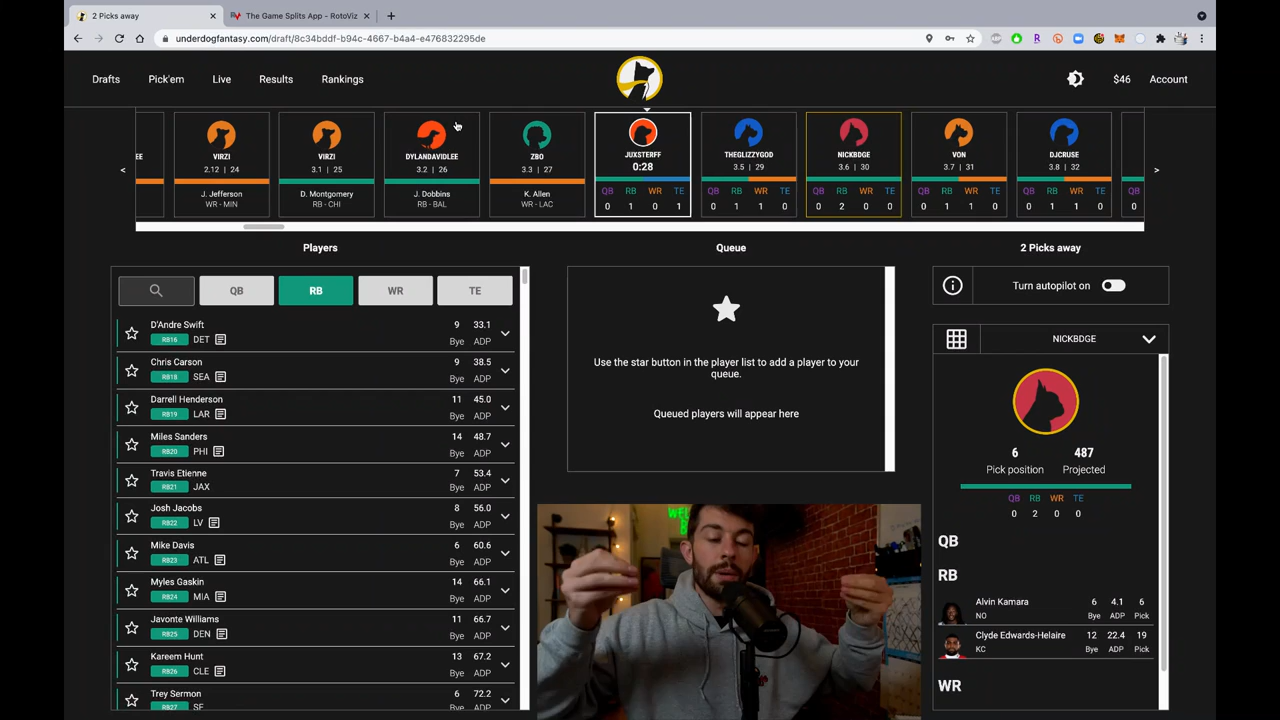 2 Picks away
The Game Splits App - RotoViz
underdogfantasy.com/draft/8c34bddf-b94c-4667-b4a4-e476832295de
Drafts
Pick'em
Live
Results
Rankings
$46
Account
VIRZI
2.12 | 24
J. Jefferson
WR - MIN
VIRZI
3.1 | 25
D. Montgomery
RB - CHI
DYLANDAVIDLEE
3.2 | 26
J. Dobbins
RB - BAL
ZBO
3.3 | 27
K. Allen
WR - LAC
JUXSTERFF
0:28
QB RB WR TE
0 1 0 1
THEGLIZZYGOD
3.5 | 29
QB RB WR TE
0 1 1 0
NICKBDGE
3.6 | 30
QB RB WR TE
0 2 0 0
VON
3.7 | 31
QB RB WR TE
0 1 1 0
DJCRUSE
3.8 | 32
QB RB WR TE
0 1 1 0
Players
QB
RB
WR
TE
D'Andre Swift
RB16 DET
9 33.1
Bye ADP
Chris Carson
RB18 SEA
9 38.5
Bye ADP
Darrell Henderson
RB19 LAR
11 45.0
Bye ADP
Miles Sanders
RB20 PHI
14 48.7
Bye ADP
Travis Etienne
RB21 JAX
7 53.4
Bye ADP
Josh Jacobs
RB22 LV
8 56.0
Bye ADP
Mike Davis
RB23 ATL
6 60.6
Bye ADP
Myles Gaskin
RB24 MIA
14 66.1
Bye ADP
Javonte Williams
RB25 DEN
11 66.7
Bye ADP
Kareem Hunt
RB26 CLE
13 67.2
Bye ADP
Trey Sermon
RB27 SF
6 72.2
Bye ADP
Queue
Use the star button in the player list to add a player to your
queue.
Queued players will appear here
2 Picks away
Turn autopilot on
NICKBDGE
6
Pick position
487
Projected
QB RB WR TE
0 2 0 0
QB
RB
Alvin Kamara
NO
6 4.1 6
Bye ADP Pick
Clyde Edwards-Helaire
KC
12 22.4 19
Bye ADP Pick
WR